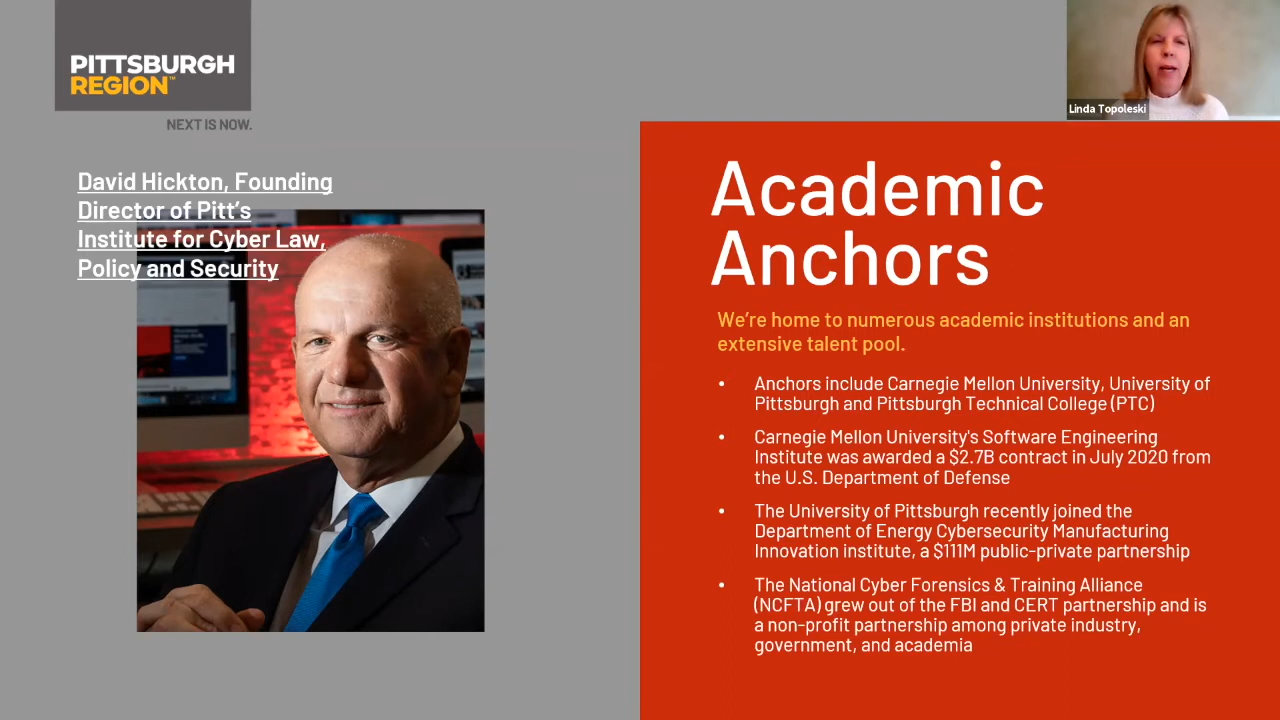 PITTSBURGH
REGION™
NEXT IS NOW.
Linda Topoleski
David Hickton, Founding
Director of Pitt’s
Institute for Cyber Law,
Policy and Security
Academic
Anchors
We’re home to numerous academic institutions and an
extensive talent pool.
• Anchors include Carnegie Mellon University, University of
Pittsburgh and Pittsburgh Technical College (PTC)
• Carnegie Mellon University's Software Engineering
Institute was awarded a $2.7B contract in July 2020 from
the U.S. Department of Defense
• The University of Pittsburgh recently joined the
Department of Energy Cybersecurity Manufacturing
Innovation institute, a $111M public-private partnership
• The National Cyber Forensics & Training Alliance
(NCFTA) grew out of the FBI and CERT partnership and is
a non-profit partnership among private industry,
government, and academia